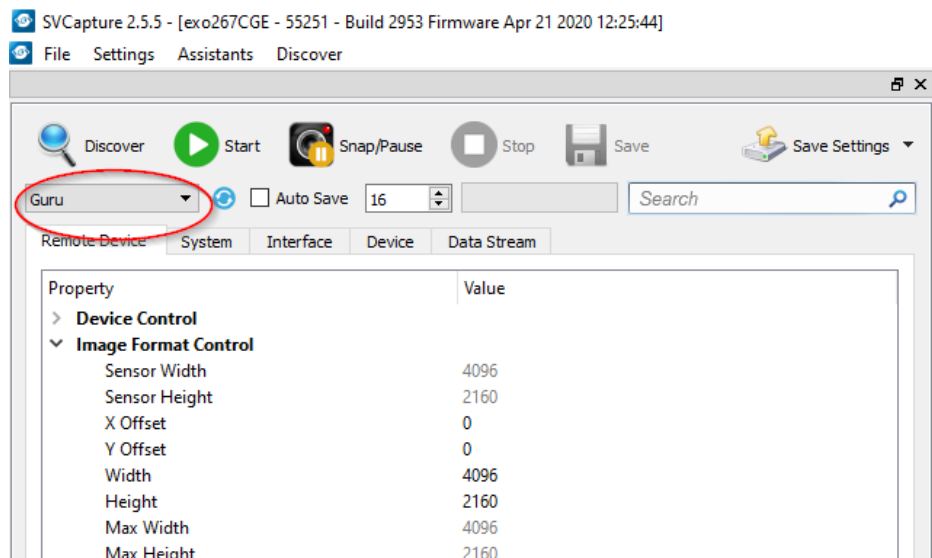 SVCapture 2.5.5 - [exo267CGE - 55251 - Build 2953 Firmware Apr 21 2020 12:25:44]
File Settings Assistants Discover
Discover Start Snap/Pause Stop Save Save Settings
Guru Auto Save 16 Search
Remote Device System Interface Device Data Stream
Property Value
Device Control
Image Format Control
Sensor Width 4096
Sensor Height 2160
X Offset 0
Y Offset 0
Width 4096
Height 2160
Max Width 4096
Max Height 2160